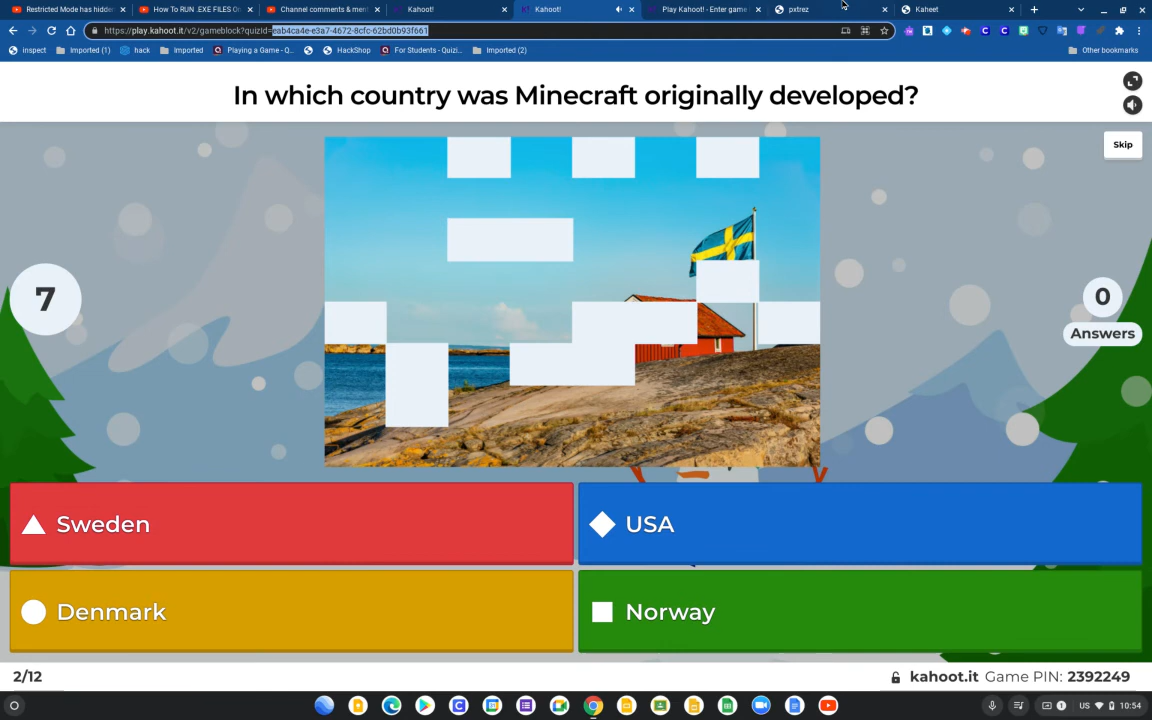 Restricted Mode has hidden
How To RUN .EXE FILES On
Channel comments & ment
Kahoot!
Kahoot!
Play Kahoot! - Enter game
pxtrez
Kaheet
https://play.kahoot.it/v2/gameblock?quizId=eab4ca4e-e3a7-4672-8cfc-62bd0b93f661
inspect
Imported (1)
hack
Imported
Playing a Game - Q...
HackShop
For Students - Quizi...
Imported (2)
Other bookmarks
In which country was Minecraft originally developed?
Skip
7
0
Answers
Sweden
USA
Denmark
Norway
2/12
kahoot.it Game PIN: 2392249
US
10:54